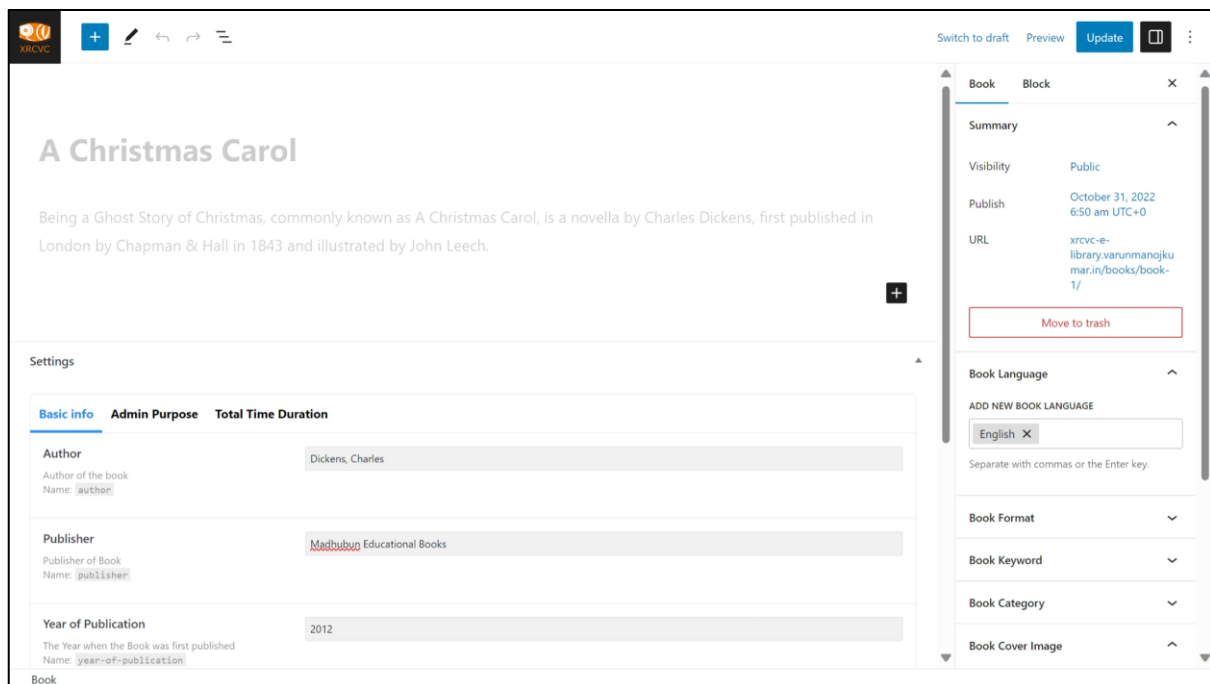 XRCVC
Switch to draft Preview Update
A Christmas Carol
Being a Ghost Story of Christmas, commonly known as A Christmas Carol, is a novella by Charles Dickens, first published in
London by Chapman & Hall in 1843 and illustrated by John Leech.
Settings
Basic info Admin Purpose Total Time Duration
Author
Author of the book
Name: author
Dickens, Charles
Publisher
Publisher of Book
Name: publisher
Madhubun Educational Books
Year of Publication
The Year when the Book was first published
Name: year-of-publication
2012
Book
Book Block
Summary
Visibility Public
Publish October 31, 2022
6:50 am UTC+0
URL xrcvc-e-
library.varunmanojku
mar.in/books/book-
1/
Move to trash
Book Language
ADD NEW BOOK LANGUAGE
English
Separate with commas or the Enter key.
Book Format
Book Keyword
Book Category
Book Cover Image